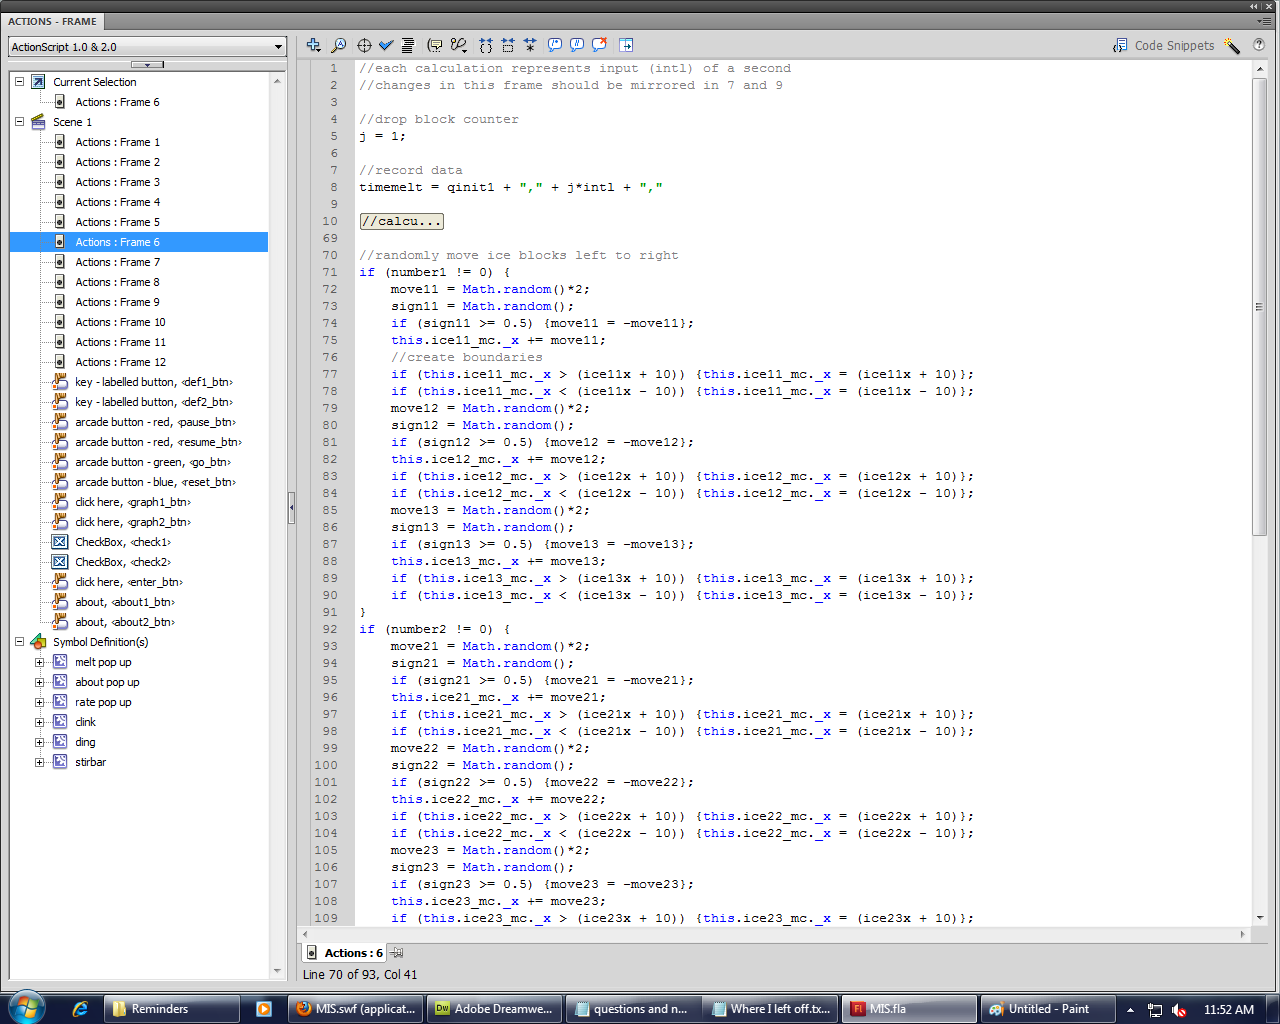 ACTIONS - FRAME
ActionScript 1.0 & 2.0
Code Snippets
Current Selection
Actions : Frame 6
Scene 1
Actions : Frame 1
Actions : Frame 2
Actions : Frame 3
Actions : Frame 4
Actions : Frame 5
Actions : Frame 6
Actions : Frame 7
Actions : Frame 8
Actions : Frame 9
Actions : Frame 10
Actions : Frame 11
Actions : Frame 12
key - labelled button, <def1_btn>
key - labelled button, <def2_btn>
arcade button - red, <pause_btn>
arcade button - red, <resume_btn>
arcade button - green, <go_btn>
arcade button - blue, <reset_btn>
click here, <graph1_btn>
click here, <graph2_btn>
CheckBox, <check1>
CheckBox, <check2>
click here, <enter_btn>
about, <about1_btn>
about, <about2_btn>
Symbol Definition(s)
melt pop up
about pop up
rate pop up
clink
ding
stirbar
1 //each calculation represents input (intl) of a second
2 //changes in this frame should be mirrored in 7 and 9
3
4 //drop block counter
5 j = 1;
6
7 //record data
8 timemelt = qinit1 + "," + j*intl + ","
9
10 //calcu...
69
70 //randomly move ice blocks left to right
71 if (number1 != 0) {
72 move11 = Math.random()*2;
73 sign11 = Math.random();
74 if (sign11 >= 0.5) {move11 = -move11};
75 this.ice11_mc._x += move11;
76 //create boundaries
77 if (this.ice11_mc._x > (ice11x + 10)) {this.ice11_mc._x = (ice11x + 10)};
78 if (this.ice11_mc._x < (ice11x - 10)) {this.ice11_mc._x = (ice11x - 10)};
79 move12 = Math.random()*2;
80 sign12 = Math.random();
81 if (sign12 >= 0.5) {move12 = -move12};
82 this.ice12_mc._x += move12;
83 if (this.ice12_mc._x > (ice12x + 10)) {this.ice12_mc._x = (ice12x + 10)};
84 if (this.ice12_mc._x < (ice12x - 10)) {this.ice12_mc._x = (ice12x - 10)};
85 move13 = Math.random()*2;
86 sign13 = Math.random();
87 if (sign13 >= 0.5) {move13 = -move13};
88 this.ice13_mc._x += move13;
89 if (this.ice13_mc._x > (ice13x + 10)) {this.ice13_mc._x = (ice13x + 10)};
90 if (this.ice13_mc._x < (ice13x - 10)) {this.ice13_mc._x = (ice13x - 10)};
91 }
92 if (number2 != 0) {
93 move21 = Math.random()*2;
94 sign21 = Math.random();
95 if (sign21 >= 0.5) {move21 = -move21};
96 this.ice21_mc._x += move21;
97 if (this.ice21_mc._x > (ice21x + 10)) {this.ice21_mc._x = (ice21x + 10)};
98 if (this.ice21_mc._x < (ice21x - 10)) {this.ice21_mc._x = (ice21x - 10)};
99 move22 = Math.random()*2;
100 sign22 = Math.random();
101 if (sign22 >= 0.5) {move22 = -move22};
102 this.ice22_mc._x += move22;
103 if (this.ice22_mc._x > (ice22x + 10)) {this.ice22_mc._x = (ice22x + 10)};
104 if (this.ice22_mc._x < (ice22x - 10)) {this.ice22_mc._x = (ice22x - 10)};
105 move23 = Math.random()*2;
106 sign23 = Math.random();
107 if (sign23 >= 0.5) {move23 = -move23};
108 this.ice23_mc._x += move23;
109 if (this.ice23_mc._x > (ice23x + 10)) {this.ice23_mc._x = (ice23x + 10)};
Actions : 6
Line 70 of 93, Col 41
Reminders
MIS.swf (applicat...
Dw Adobe Dreamwe...
questions and n...
Where I left off.tx...
Fl MIS.fla
Untitled - Paint
11:52 AM